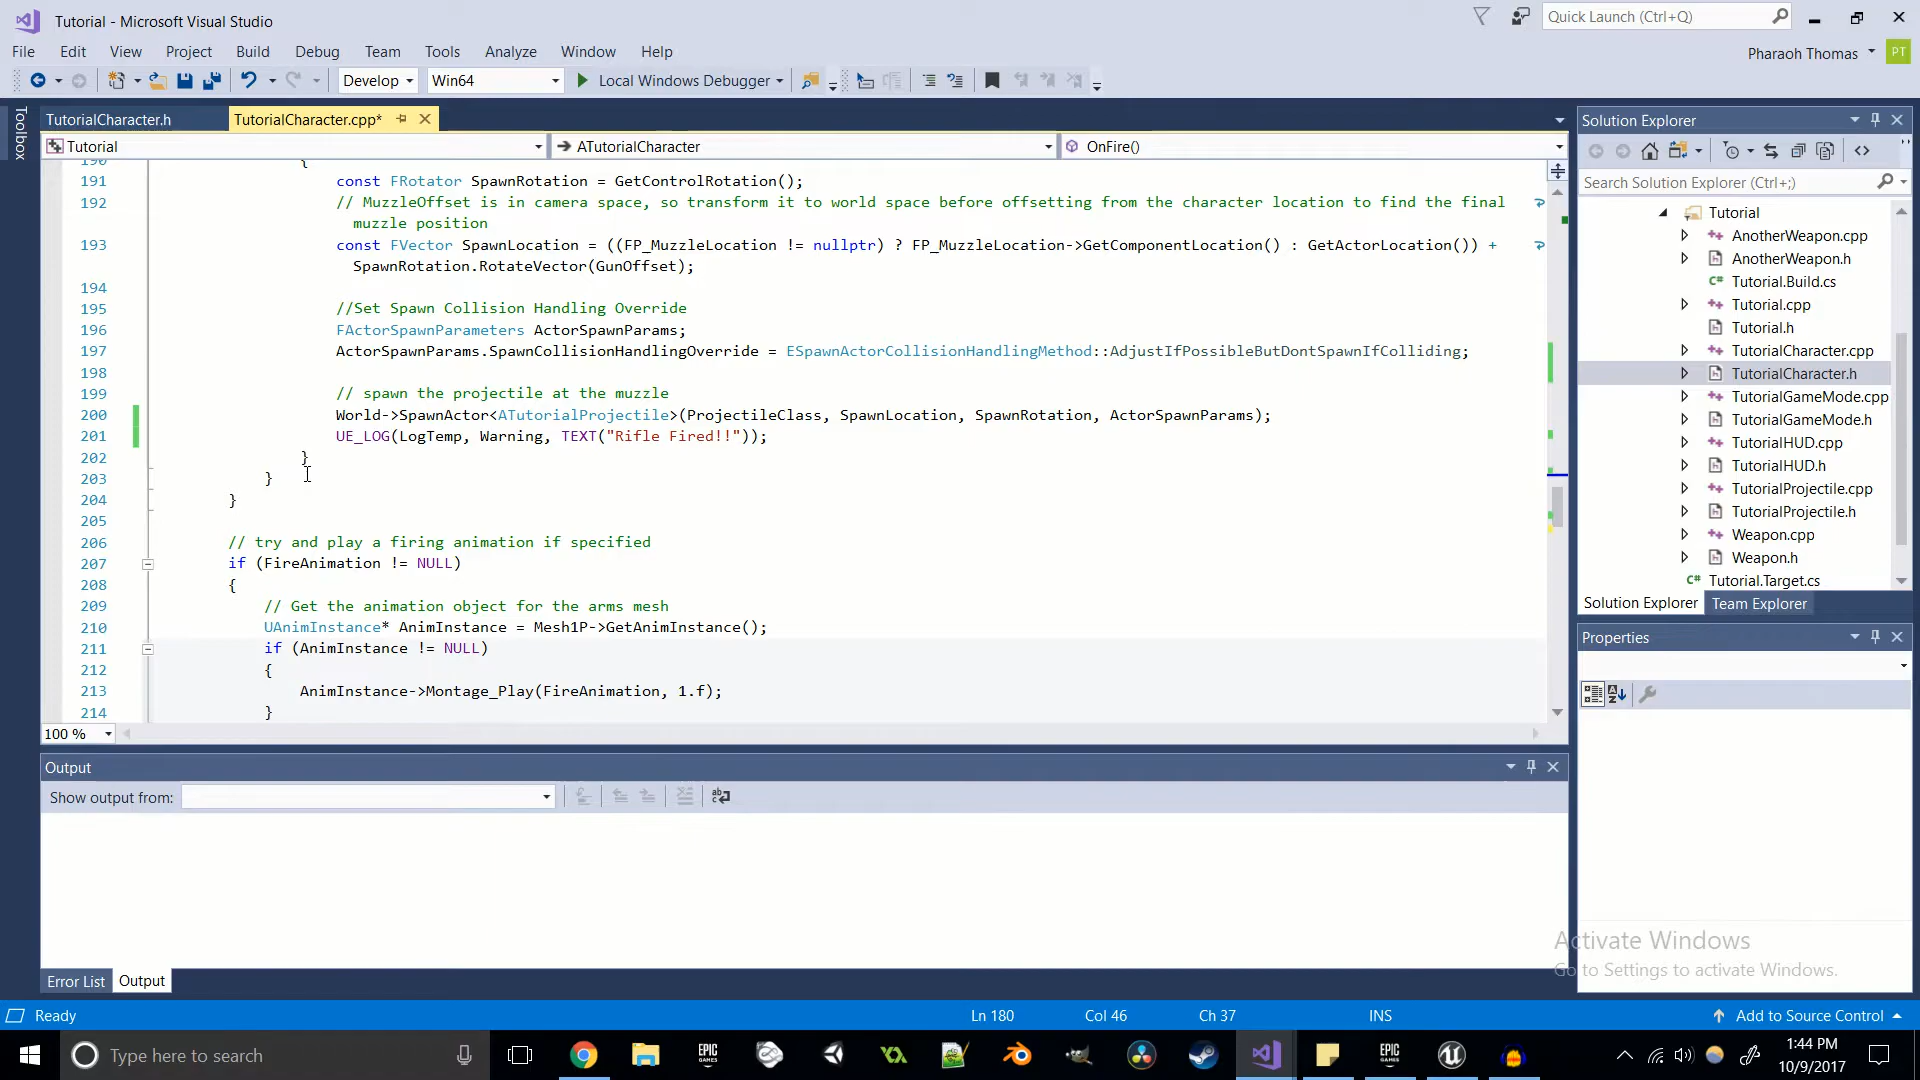 Tutorial - Microsoft Visual Studio
Quick Launch (Ctrl+Q)
File Edit View Project Build Debug Team Tools Analyze Window Help
Pharaoh Thomas
PT
Develop Win64 Local Windows Debugger
Toolbox
TutorialCharacter.h TutorialCharacter.cpp*
Tutorial ATutorialCharacter OnFire()
190 {
191 const FRotator SpawnRotation = GetControlRotation();
192 // MuzzleOffset is in camera space, so transform it to world space before offsetting from the character location to find the final
muzzle position
193 const FVector SpawnLocation = ((FP_MuzzleLocation != nullptr) ? FP_MuzzleLocation->GetComponentLocation() : GetActorLocation()) +
SpawnRotation.RotateVector(GunOffset);
194
195 //Set Spawn Collision Handling Override
196 FActorSpawnParameters ActorSpawnParams;
197 ActorSpawnParams.SpawnCollisionHandlingOverride = ESpawnActorCollisionHandlingMethod::AdjustIfPossibleButDontSpawnIfColliding;
198
199 // spawn the projectile at the muzzle
200 World->SpawnActor<ATutorialProjectile>(ProjectileClass, SpawnLocation, SpawnRotation, ActorSpawnParams);
201 UE_LOG(LogTemp, Warning, TEXT("Rifle Fired!!"));
202 }
203 }
204 }
205
206 // try and play a firing animation if specified
207 if (FireAnimation != NULL)
208 {
209 // Get the animation object for the arms mesh
210 UAnimInstance* AnimInstance = Mesh1P->GetAnimInstance();
211 if (AnimInstance != NULL)
212 {
213 AnimInstance->Montage_Play(FireAnimation, 1.f);
214 }
100 %
Output
Show output from:
Error List Output
Solution Explorer
Search Solution Explorer (Ctrl+;)
Tutorial
AnotherWeapon.cpp
AnotherWeapon.h
Tutorial.Build.cs
Tutorial.cpp
Tutorial.h
TutorialCharacter.cpp
TutorialCharacter.h
TutorialGameMode.cpp
TutorialGameMode.h
TutorialHUD.cpp
TutorialHUD.h
TutorialProjectile.cpp
TutorialProjectile.h
Weapon.cpp
Weapon.h
Tutorial.Target.cs
Solution Explorer Team Explorer
Properties
Activate Windows
Go to Settings to activate Windows.
Ready Ln 180 Col 46 Ch 37 INS Add to Source Control
Type here to search
EPIC GAMES
EPIC GAMES
1:44 PM
10/9/2017